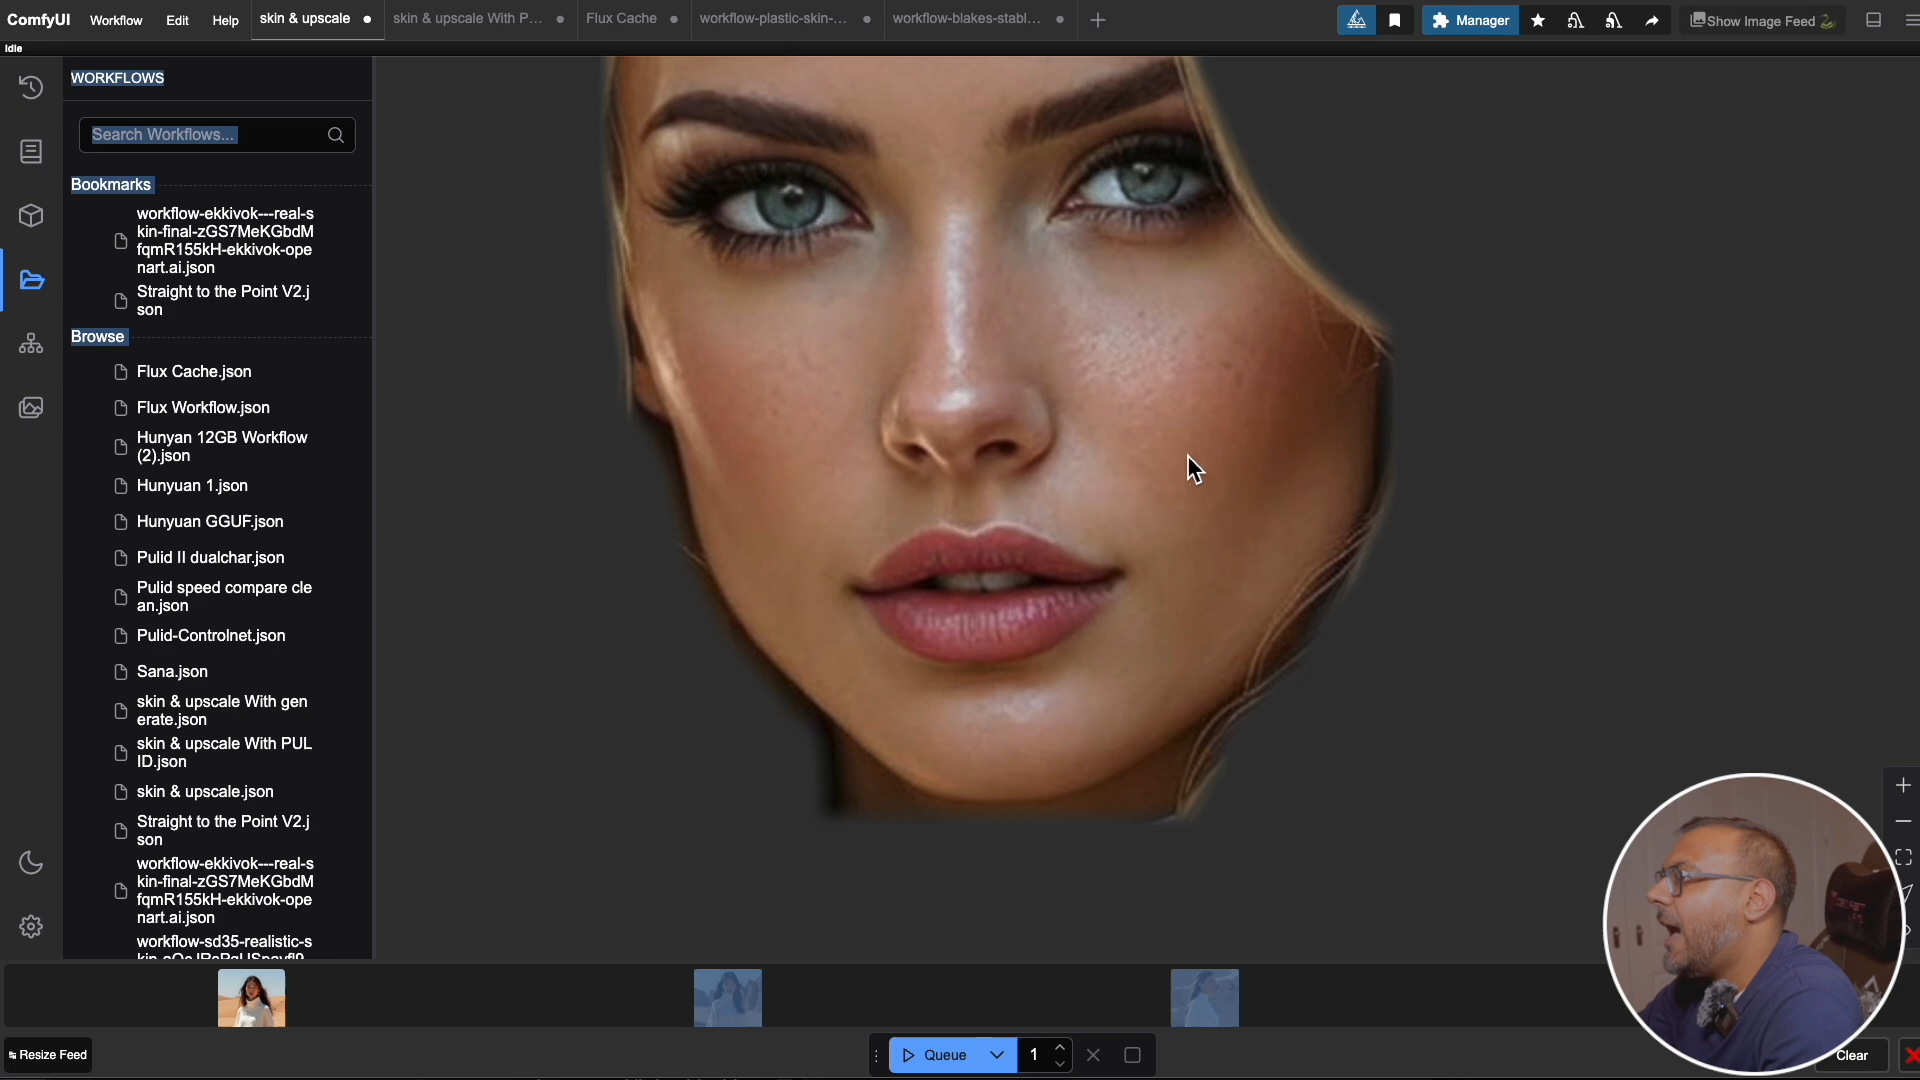 ComfyUI Workflow Edit Help skin & upscale skin & upscale With P... Flux Cache workflow-plastic-skin-... workflow-blakes-stabl... Manager Show Image Feed
Idle
WORKFLOWS
Search Workflows...
Bookmarks
workflow-ekkivok---real-s
kin-final-zGS7MeKGbdM
fqmR155kH-ekkivok-ope
nart.ai.json
Straight to the Point V2.j
son
Browse
Flux Cache.json
Flux Workflow.json
Hunyan 12GB Workflow
(2).json
Hunyuan 1.json
Hunyuan GGUF.json
Pulid II dualchar.json
Pulid speed compare cle
an.json
Pulid-Controlnet.json
Sana.json
skin & upscale With gen
erate.json
skin & upscale With PUL
ID.json
skin & upscale.json
Straight to the Point V2.j
son
workflow-ekkivok---real-s
kin-final-zGS7MeKGbdM
fqmR155kH-ekkivok-ope
nart.ai.json
workflow-sd35-realistic-s
Resize Feed Queue 1 Clear